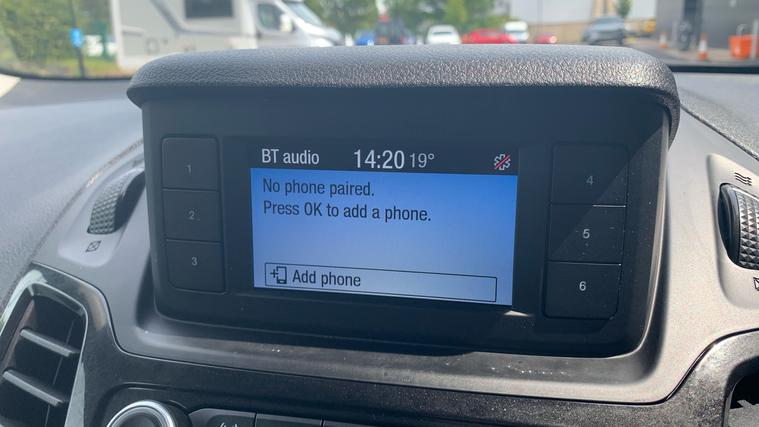 BT audio 14:20 19°
No phone paired.
Press OK to add a phone.
Add phone
1
2
3
4
5
6